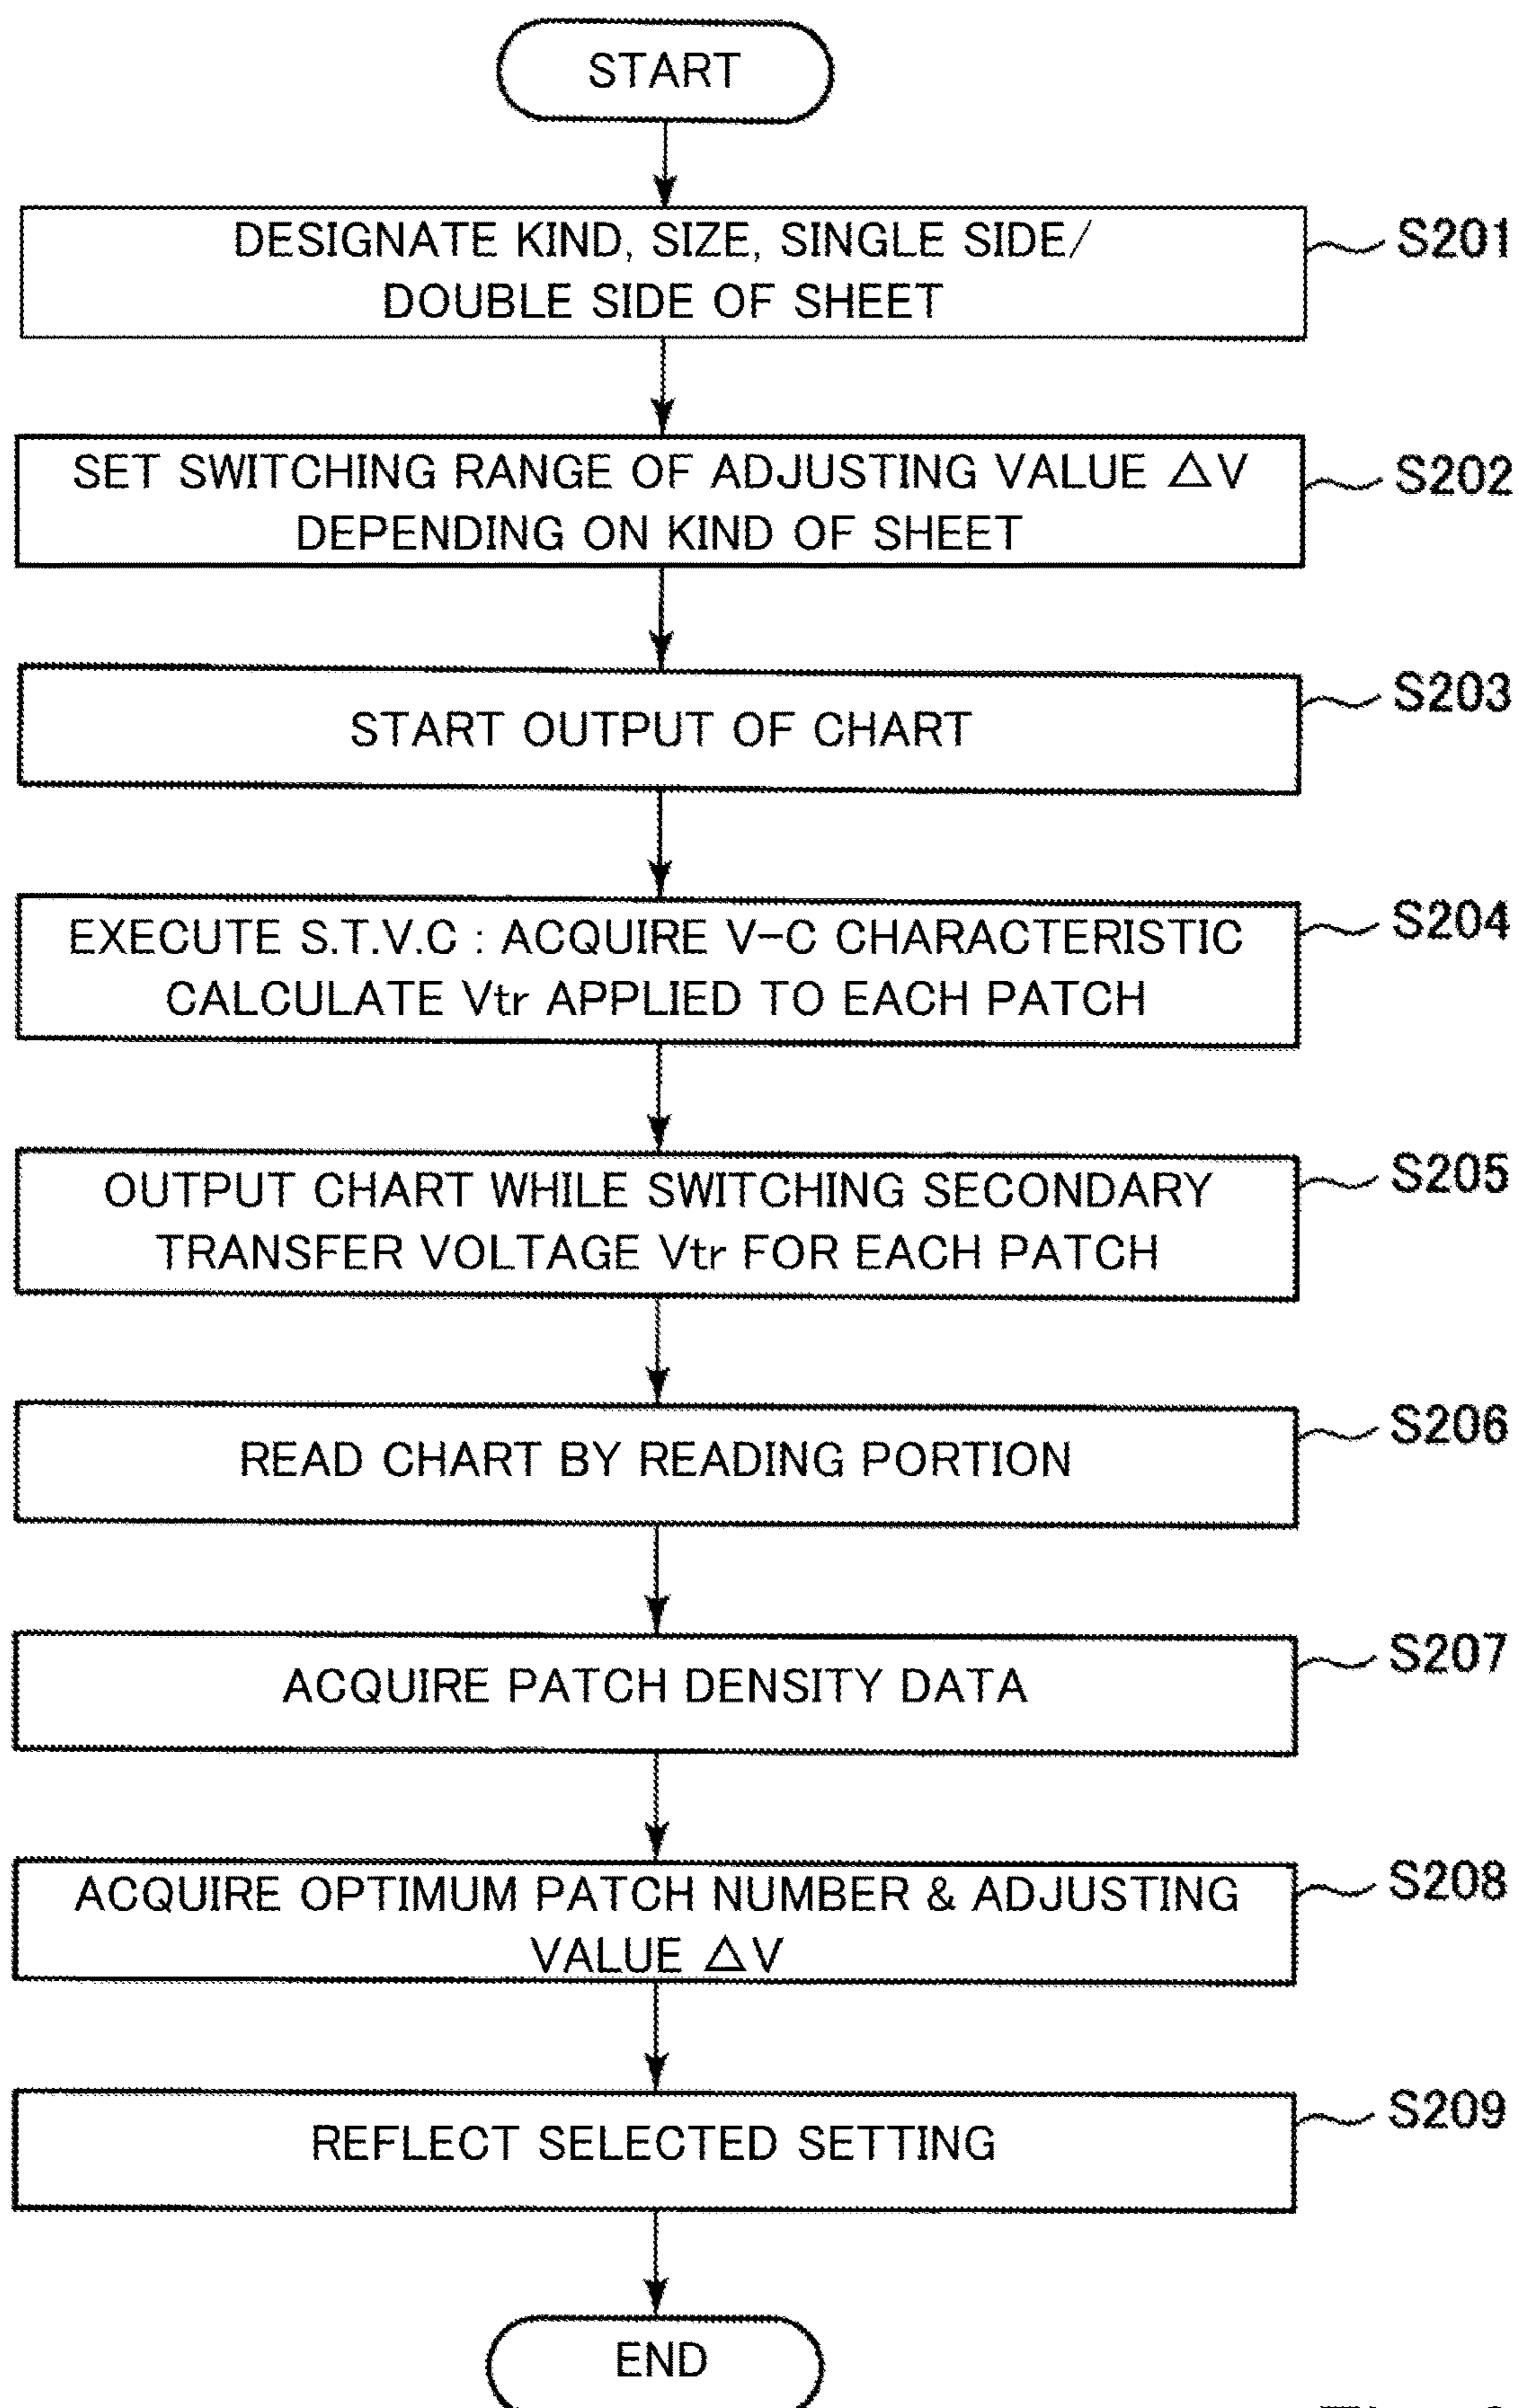 START
DESIGNATE KIND, SIZE, SINGLE SIDE/
DOUBLE SIDE OF SHEET
S201
SET SWITCHING RANGE OF ADJUSTING VALUE △V
DEPENDING ON KIND OF SHEET
S202
START OUTPUT OF CHART
S203
EXECUTE S.T.V.C : ACQUIRE V-C CHARACTERISTIC
CALCULATE Vtr APPLIED TO EACH PATCH
S204
OUTPUT CHART WHILE SWITCHING SECONDARY
TRANSFER VOLTAGE Vtr FOR EACH PATCH
S205
READ CHART BY READING PORTION
S206
ACQUIRE PATCH DENSITY DATA
S207
ACQUIRE OPTIMUM PATCH NUMBER & ADJUSTING
VALUE △V
S208
REFLECT SELECTED SETTING
S209
END